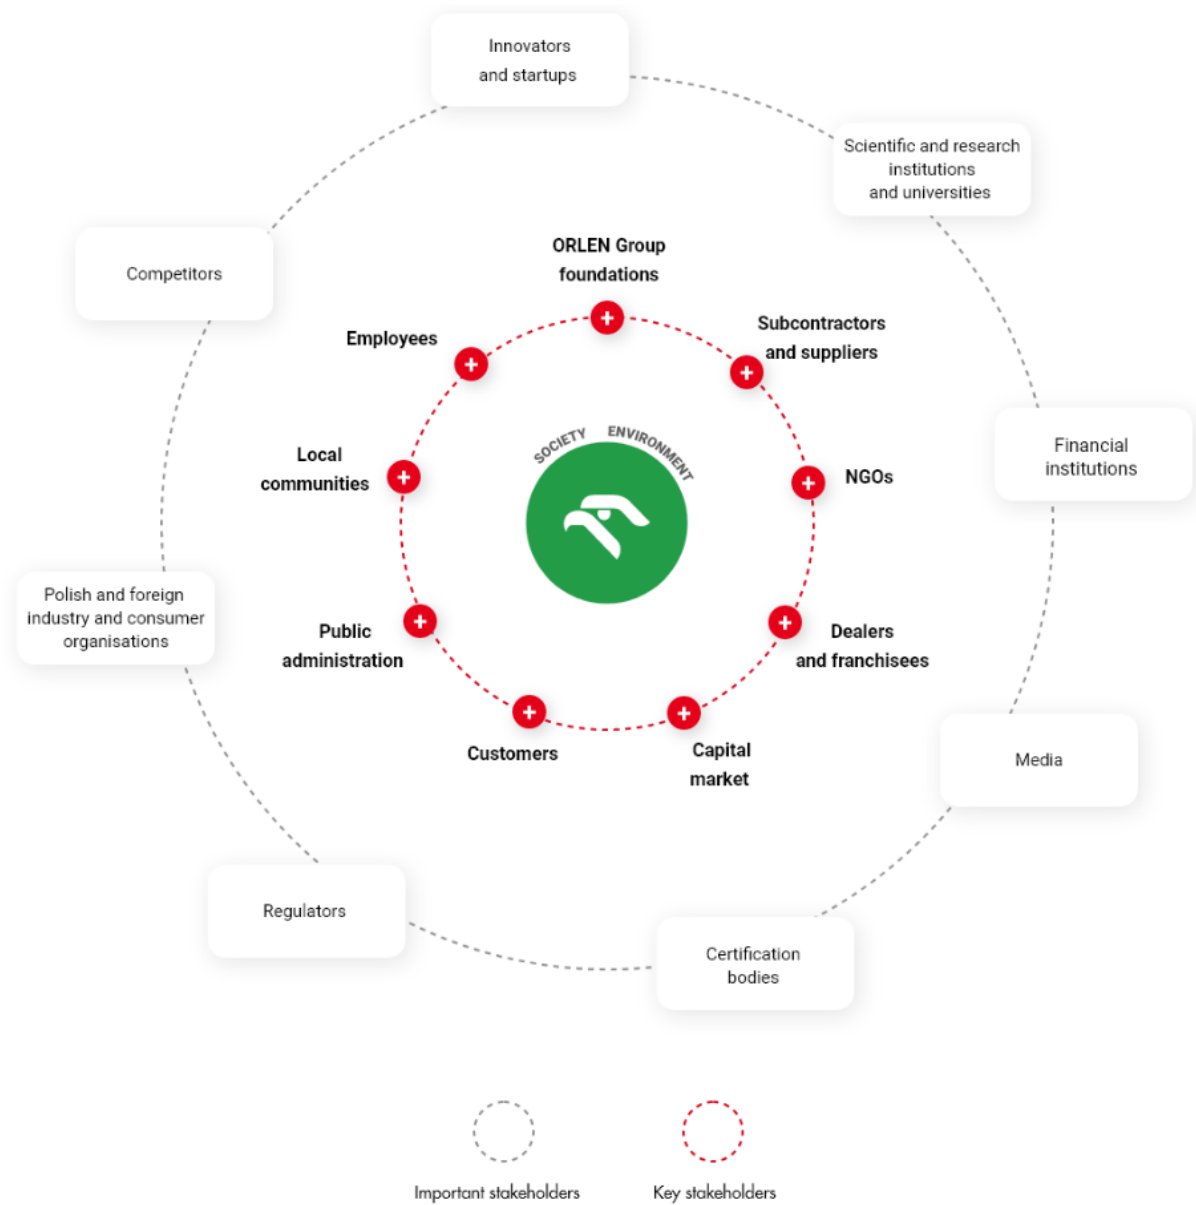 Innovators
and startups
Scientific and research
institutions
and universities
Competitors
ORLEN Group
foundations
Employees
Subcontractors
and suppliers
SOCIETY ENVIRONMENT
Local
communities
NGOs
Financial
institutions
Polish and foreign
industry and consumer
organisations
Public
administration
Dealers
and franchisees
Customers
Capital
market
Media
Regulators
Certification
bodies
Important stakeholders
Key stakeholders